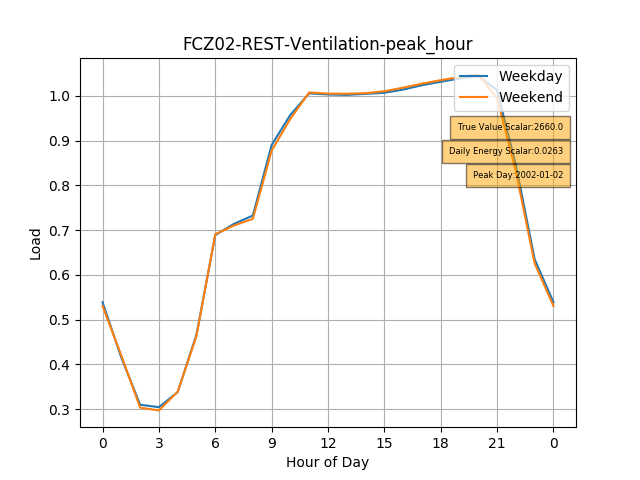 FCZ02-REST-Ventilation-peak_hour
Weekday
Weekend
True Value Scalar:2660.0
Daily Energy Scalar:0.0263
Peak Day:2002-01-02
Load
1.0
0.9
0.8
0.7
0.6
0.5
0.4
0.3
0 3 6 9 12 15 18 21 0
Hour of Day